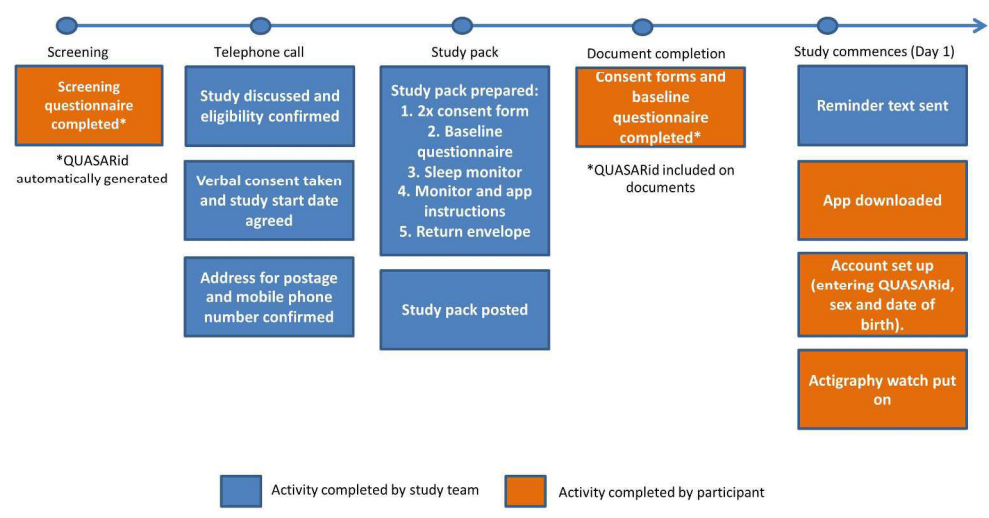 Screening
Telephone call
Study pack
Document completion
Study commences (Day 1)
Screening
questionnaire
completed*
*QUASARid
automatically generated
Study discussed and
eligibility confirmed
Verbal consent taken
and study start date
agreed
Address for postage
and mobile phone
number confirmed
Study pack prepared:
1. 2x consent form
2. Baseline
questionnaire
3. Sleep monitor
4. Monitor and app
instructions
5. Return envelope
Study pack posted
Consent forms and
baseline
questionnaire
completed*
*QUASARid included on
documents
Reminder text sent
App downloaded
Account set up
(entering QUASARid,
sex and date of
birth).
Actigraphy watch put
on
Activity completed by study team
Activity completed by participant